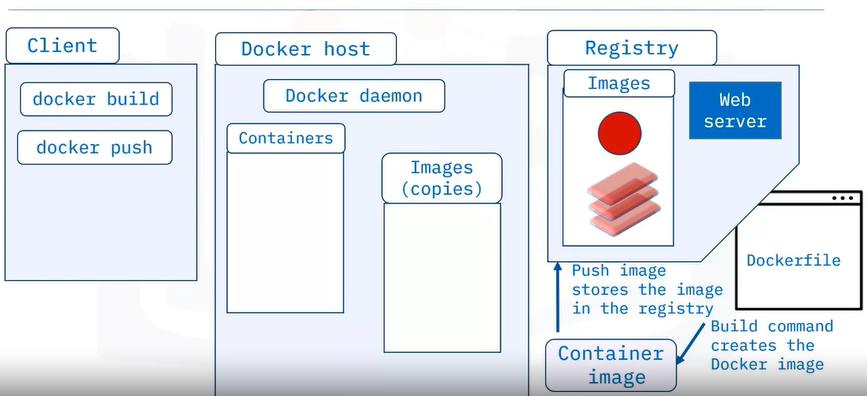 Client
docker build
docker push
Docker host
Docker daemon
Containers
Images
(copies)
Registry
Images
Web
server
Dockerfile
Push image
stores the image
in the registry
Build command
creates the
Docker image
Container
image